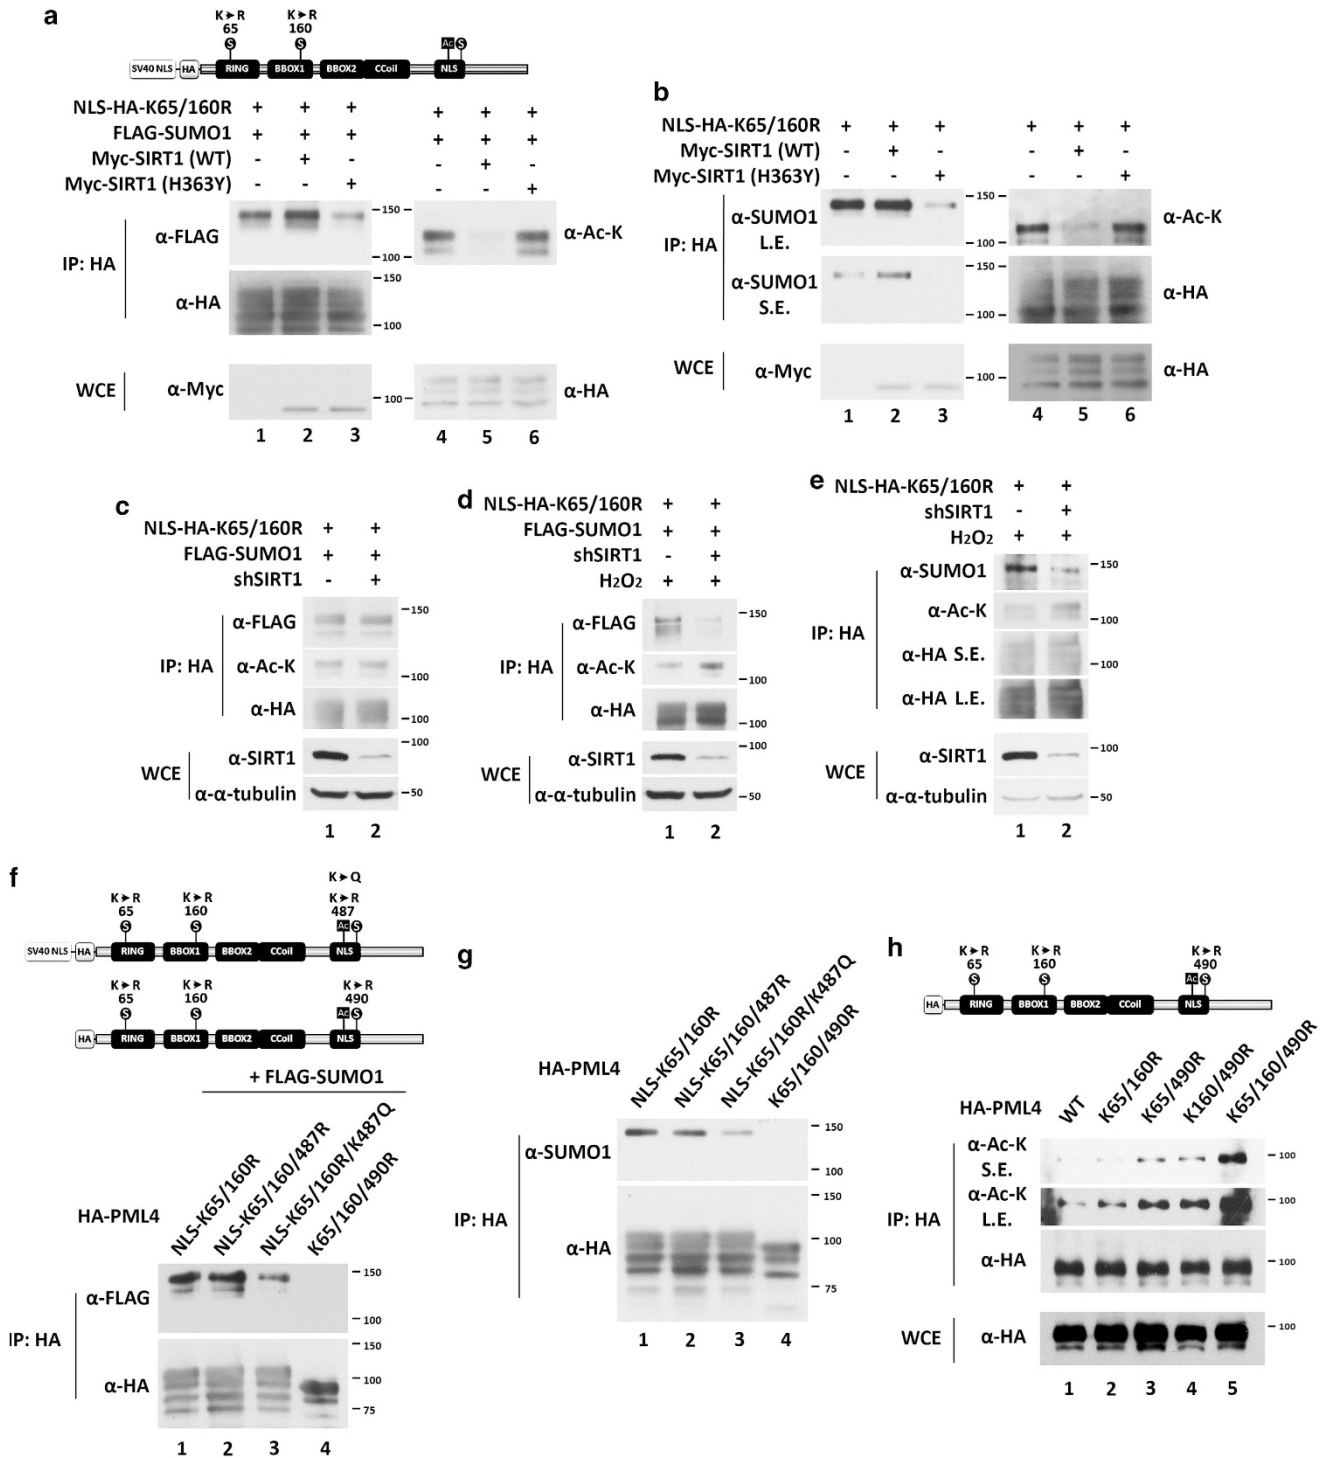 a
K➤R K➤R
65 160
S S Ac S
SV40 NLS HA RING BBOX1 BBOX2 CCoil NLS
NLS-HA-K65/160R + + + + + +
FLAG-SUMO1 + + + + + +
Myc-SIRT1 (WT) - + - - + -
Myc-SIRT1 (H363Y) - - + - - +
IP: HA
α-FLAG 150 100 α-Ac-K
α-HA 150 100
WCE α-Myc 100 α-HA
1 2 3 4 5 6
b
NLS-HA-K65/160R + + + + + +
Myc-SIRT1 (WT) - + - - + -
Myc-SIRT1 (H363Y) - - + - - +
IP: HA
α-SUMO1 L.E. 150 100 α-Ac-K
α-SUMO1 S.E. 150 100 α-HA
WCE α-Myc 100 α-HA
1 2 3 4 5 6
c
NLS-HA-K65/160R + +
FLAG-SUMO1 + +
shSIRT1 - +
IP: HA
α-FLAG 150
α-Ac-K 100
α-HA 100
WCE
α-SIRT1 100
α-α-tubulin 50
1 2
d
NLS-HA-K65/160R + +
FLAG-SUMO1 + +
shSIRT1 - +
H2O2 + +
IP: HA
α-FLAG 150
α-Ac-K 100
α-HA 100
WCE
α-SIRT1 100
α-α-tubulin 50
1 2
e
NLS-HA-K65/160R + +
shSIRT1 - +
H2O2 + +
IP: HA
α-SUMO1 150
α-Ac-K 100
α-HA S.E. 100
α-HA L.E.
WCE
α-SIRT1 100
α-α-tubulin 50
1 2
f
K➤Q
K➤R K➤R K➤R
65 160 487
S S Ac S
SV40 NLS HA RING BBOX1 BBOX2 CCoil NLS
K➤R K➤R K➤R
65 160 490
S S Ac S
HA RING BBOX1 BBOX2 CCoil NLS
+ FLAG-SUMO1
HA-PML4 NLS-K65/160R NLS-K65/160/487R NLS-K65/160R/K487Q K65/160/490R
IP: HA
α-FLAG 150 100
α-HA 150 100 75
1 2 3 4
g
HA-PML4 NLS-K65/160R NLS-K65/160/487R NLS-K65/160R/K487Q K65/160/490R
IP: HA
α-SUMO1 150 100
α-HA 150 100 75
1 2 3 4
h
K➤R K➤R K➤R
65 160 490
S S Ac S
HA RING BBOX1 BBOX2 CCoil NLS
HA-PML4 WT K65/160R K65/490R K160/490R K65/160/490R
IP: HA
α-Ac-K S.E. 100
α-Ac-K L.E. 100
α-HA 100
WCE α-HA 100
1 2 3 4 5